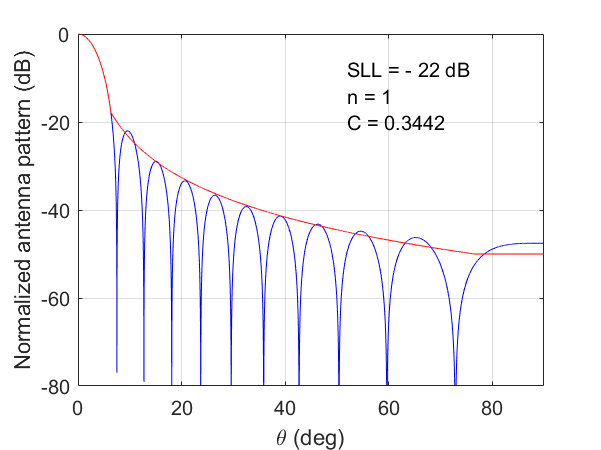 0
-20
-40
-60
-80
0 20 40 60 80
Normalized antenna pattern (dB)
θ (deg)
SLL = - 22 dB
n = 1
C = 0.3442